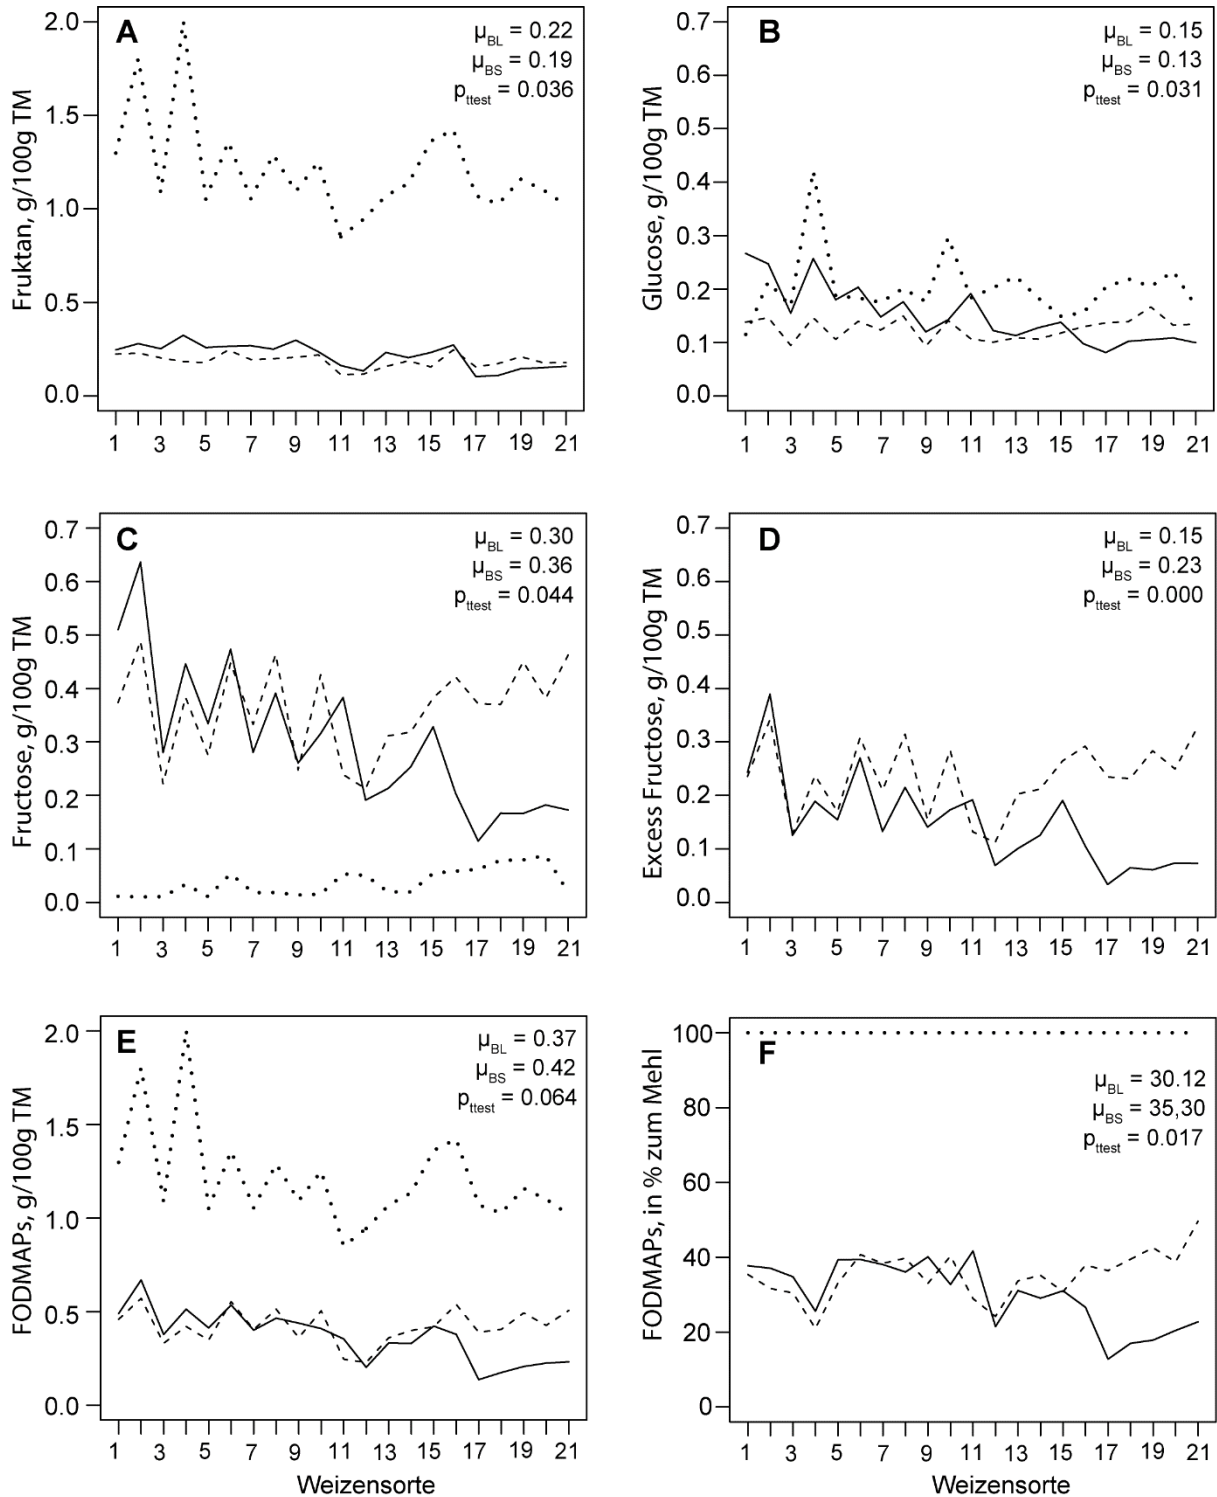 A
μBL = 0.22
μBS = 0.19
pttest = 0.036
Fruktan, g/100g TM
2.0
1.5
1.0
0.5
0.0
1 3 5 7 9 11 13 15 17 19 21
B
μBL = 0.15
μBS = 0.13
pttest = 0.031
Glucose, g/100g TM
0.7
0.6
0.5
0.4
0.3
0.2
0.1
0.0
1 3 5 7 9 11 13 15 17 19 21
C
μBL = 0.30
μBS = 0.36
pttest = 0.044
Fructose, g/100g TM
0.7
0.6
0.5
0.4
0.3
0.2
0.1
0.0
1 3 5 7 9 11 13 15 17 19 21
D
μBL = 0.15
μBS = 0.23
pttest = 0.000
Excess Fructose, g/100g TM
0.7
0.6
0.5
0.4
0.3
0.2
0.1
0.0
1 3 5 7 9 11 13 15 17 19 21
E
μBL = 0.37
μBS = 0.42
pttest = 0.064
FODMAPs, g/100g TM
2.0
1.5
1.0
0.5
0.0
1 3 5 7 9 11 13 15 17 19 21
Weizensorte
F
μBL = 30.12
μBS = 35,30
pttest = 0.017
FODMAPs, in % zum Mehl
100
80
60
40
20
0
1 3 5 7 9 11 13 15 17 19 21
Weizensorte